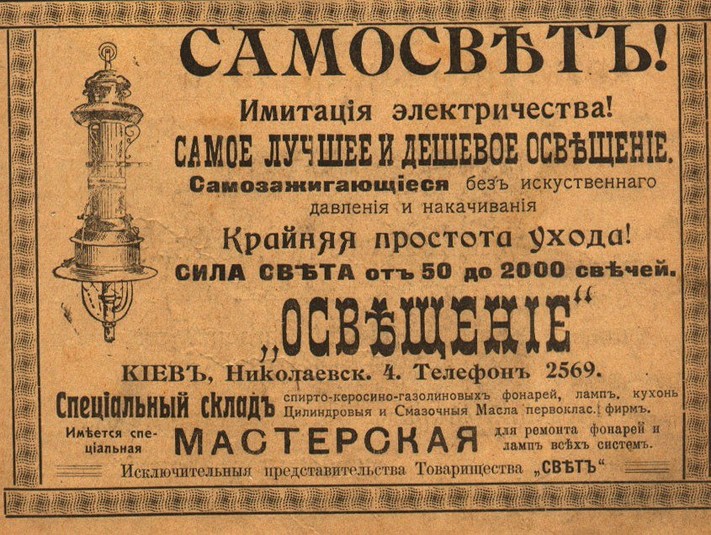 САМОСВѢТЪ!
Имитація электричества!
САМОЕ ЛУЧШЕЕ И ДЕШЕВОЕ ОСВѢЩЕНІЕ.
Самозажигающіеся безъ искуственнаго
давленія и накачиванія
Крайняя простота ухода!
СИЛА СВѢТА отъ 50 до 2000 свѣчей.
„ОСВѢЩЕНІЕ“
КІЕВЪ, Николаевск. 4. Телефонъ 2569.
Спеціальный складъ спирто-керосино-газолиновыхъ фонарей, лампъ, кухонь
Цилиндровыя и Смазочныя Масла первоклас. фирмъ.
Имѣется спе-
ціальная
МАСТЕРСКАЯ
для ремонта фонарей и
лампъ всѣхъ системъ.
Исключительныя представительства Товарищества „СВѢТЪ“